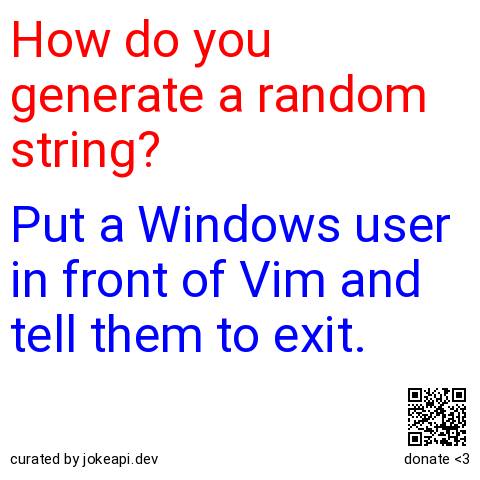 How do you
generate a random
string?
Put a Windows user
in front of Vim and
tell them to exit.
curated by jokeapi.dev
donate <3